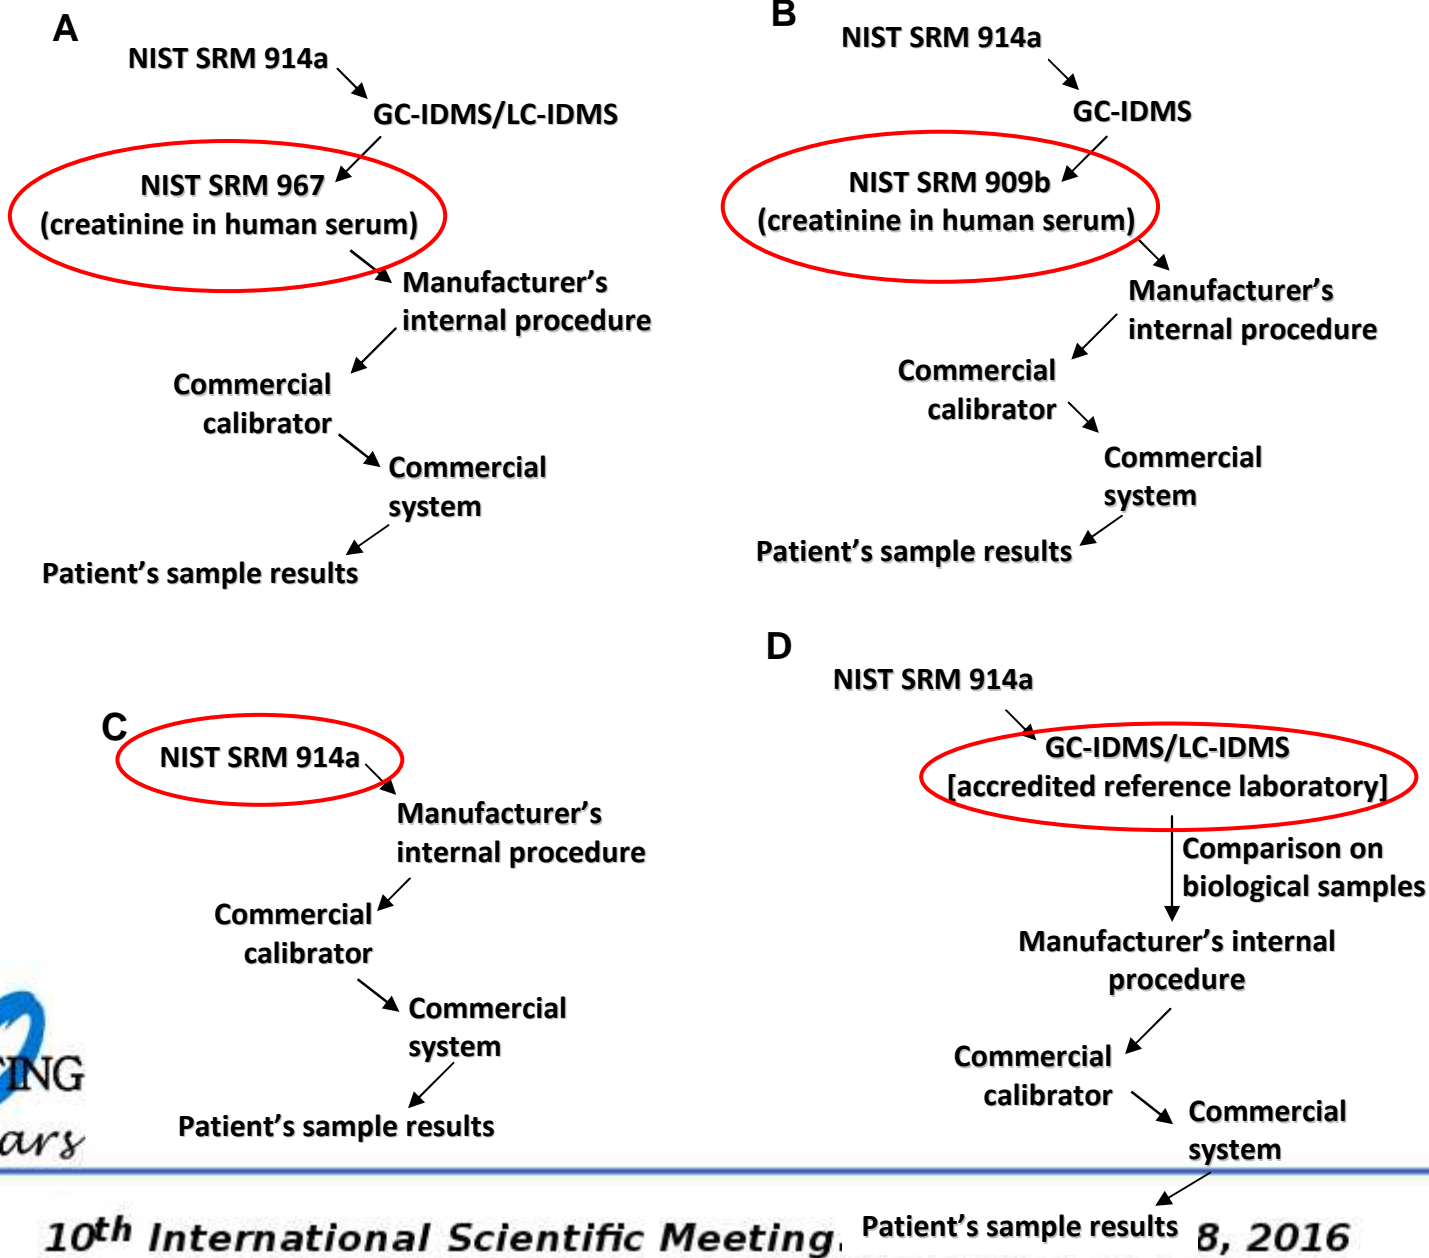 A
NIST SRM 914a
GC-IDMS/LC-IDMS
NIST SRM 967
(creatinine in human serum)
Manufacturer's
internal procedure
Commercial
calibrator
Commercial
system
Patient's sample results
B
NIST SRM 914a
GC-IDMS
NIST SRM 909b
(creatinine in human serum)
Manufacturer's
internal procedure
Commercial
calibrator
Commercial
system
Patient's sample results
C
NIST SRM 914a
Manufacturer's
internal procedure
Commercial
calibrator
Commercial
system
Patient's sample results
D
NIST SRM 914a
GC-IDMS/LC-IDMS
[accredited reference laboratory]
Comparison on
biological samples
Manufacturer's internal
procedure
Commercial
calibrator
Commercial
system
Patient's sample results
10th International Scientific Meeting. 8, 2016